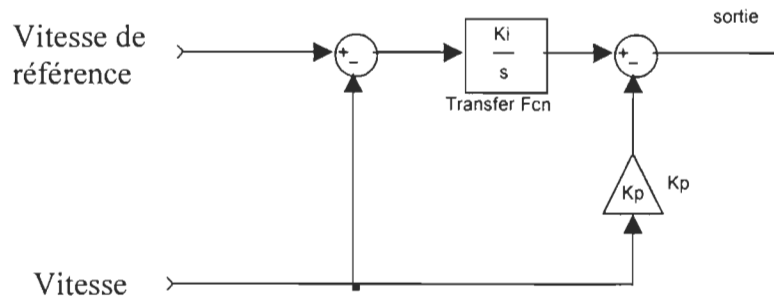 sortie
Vitesse de
référence
+
-
Ki
s
+
-
Transfer Fcn
Kp
Kp
Vitesse